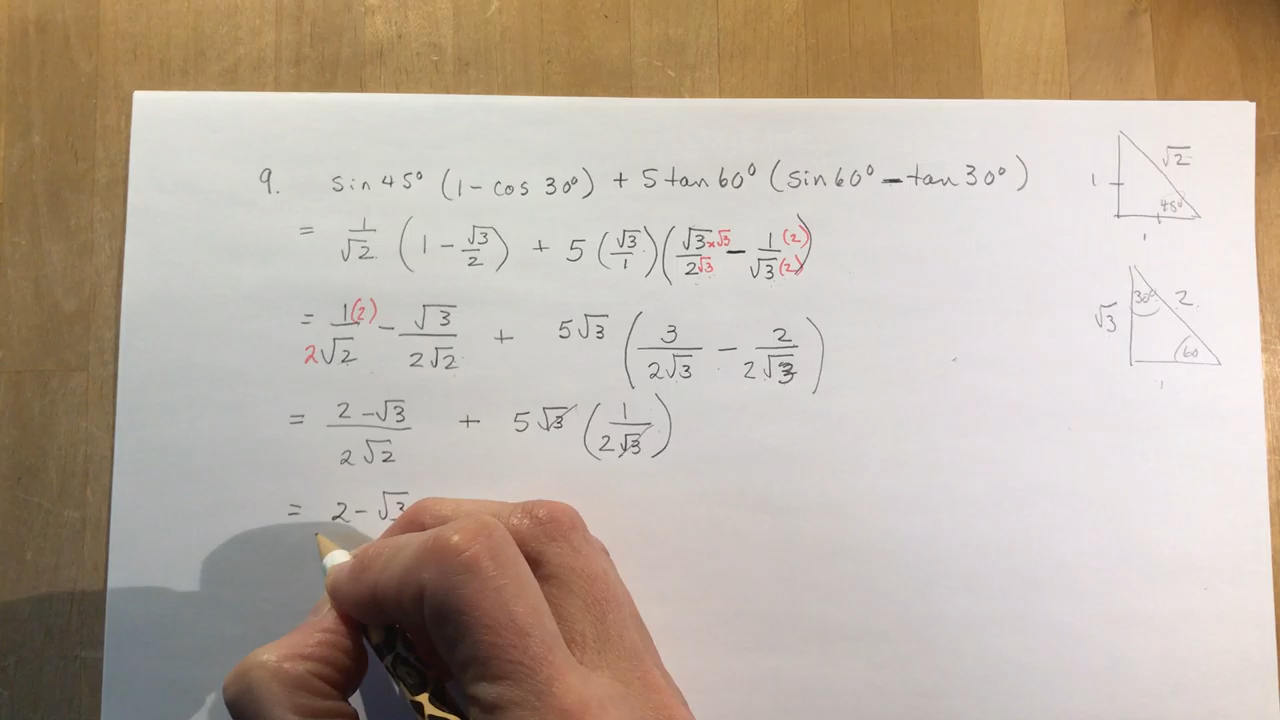 9. sin 45° (1 - cos 30°) + 5 tan 60° (sin 60° - tan 30°)
= 1/√2 (1 - √3/2) + 5 (√3/1) (√3 x √3/2 √3 - 1 (2)/√3 (2))
= 1 (2)/2 √2 - √3/2√2 + 5√3 (3/2√3 - 2/2√3)
= 2 - √3/2√2 + 5√3 (1/2√3)
= 2 - √3
1
√2
45°
1
√3
30°
2
60
1